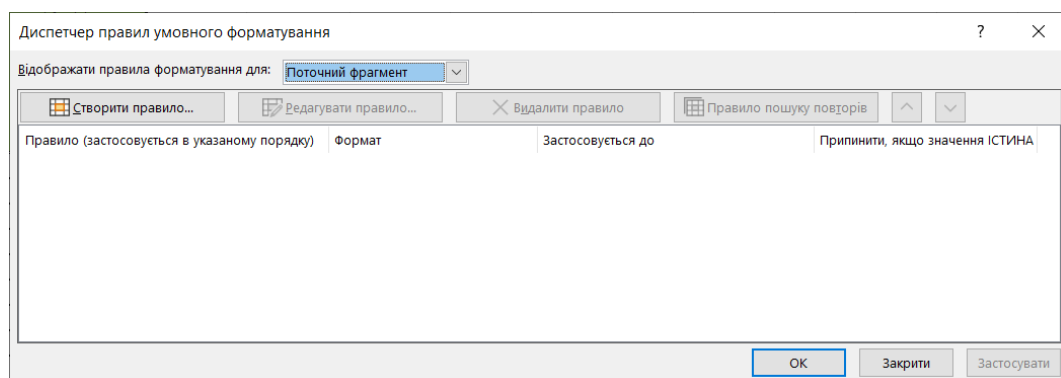 Диспетчер правил умовного форматування ?
Відображати правила форматування для: Поточний фрагмент
Створити правило... Редагувати правило... Видалити правило Правило пошуку повторів
Правило (застосовується в указаному порядку) Формат Застосовується до Припинити, якщо значення ІСТИНА
ОК Закрити Застосувати